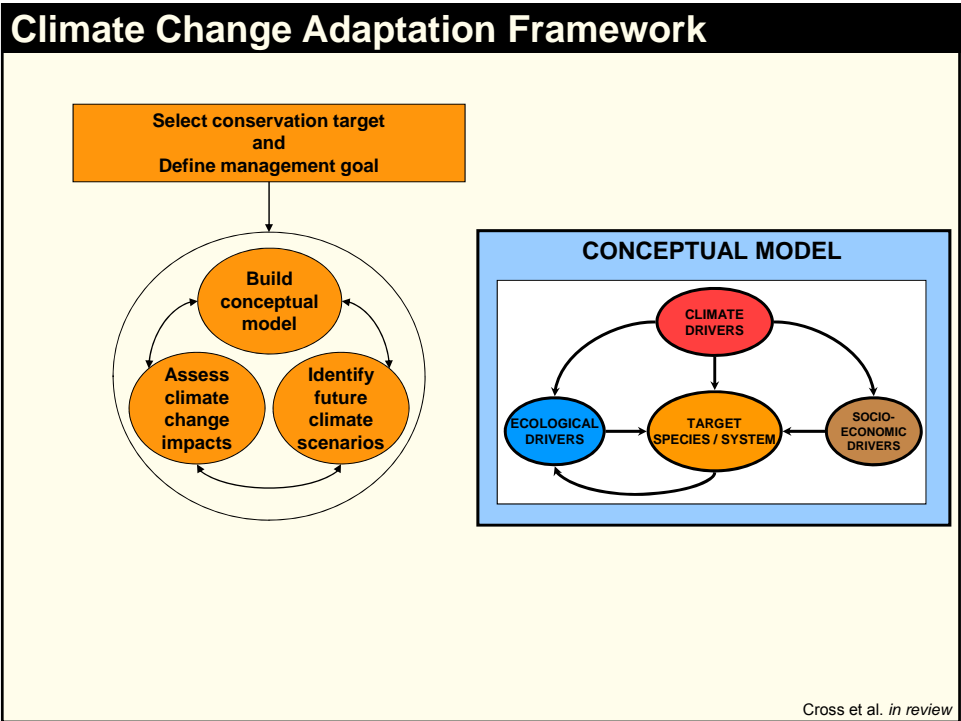 Climate Change Adaptation Framework
Select conservation target
and
Define management goal
Build
conceptual
model
Assess
climate
change
impacts
Identify
future
climate
scenarios
CONCEPTUAL MODEL
CLIMATE
DRIVERS
ECOLOGICAL
DRIVERS
TARGET
SPECIES / SYSTEM
SOCIO-
ECONOMIC
DRIVERS
Cross et al. in review